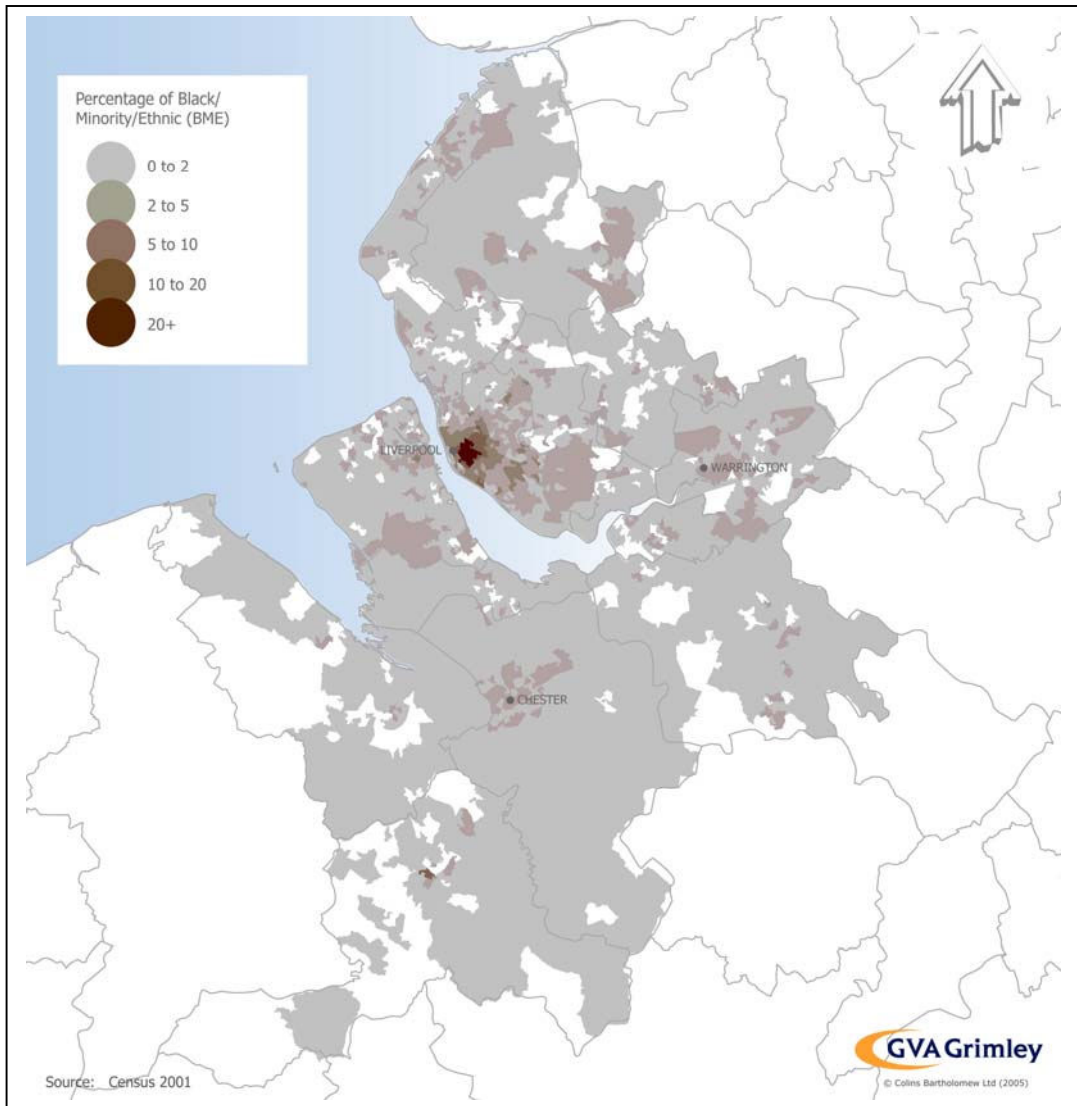 Percentage of Black/
Minority/Ethnic (BME)
0 to 2
2 to 5
5 to 10
10 to 20
20+
LIVERPOOL
WARRINGTON
CHESTER
Source: Census 2001
GVA Grimley
© Colins Bartholomew Ltd (2005)